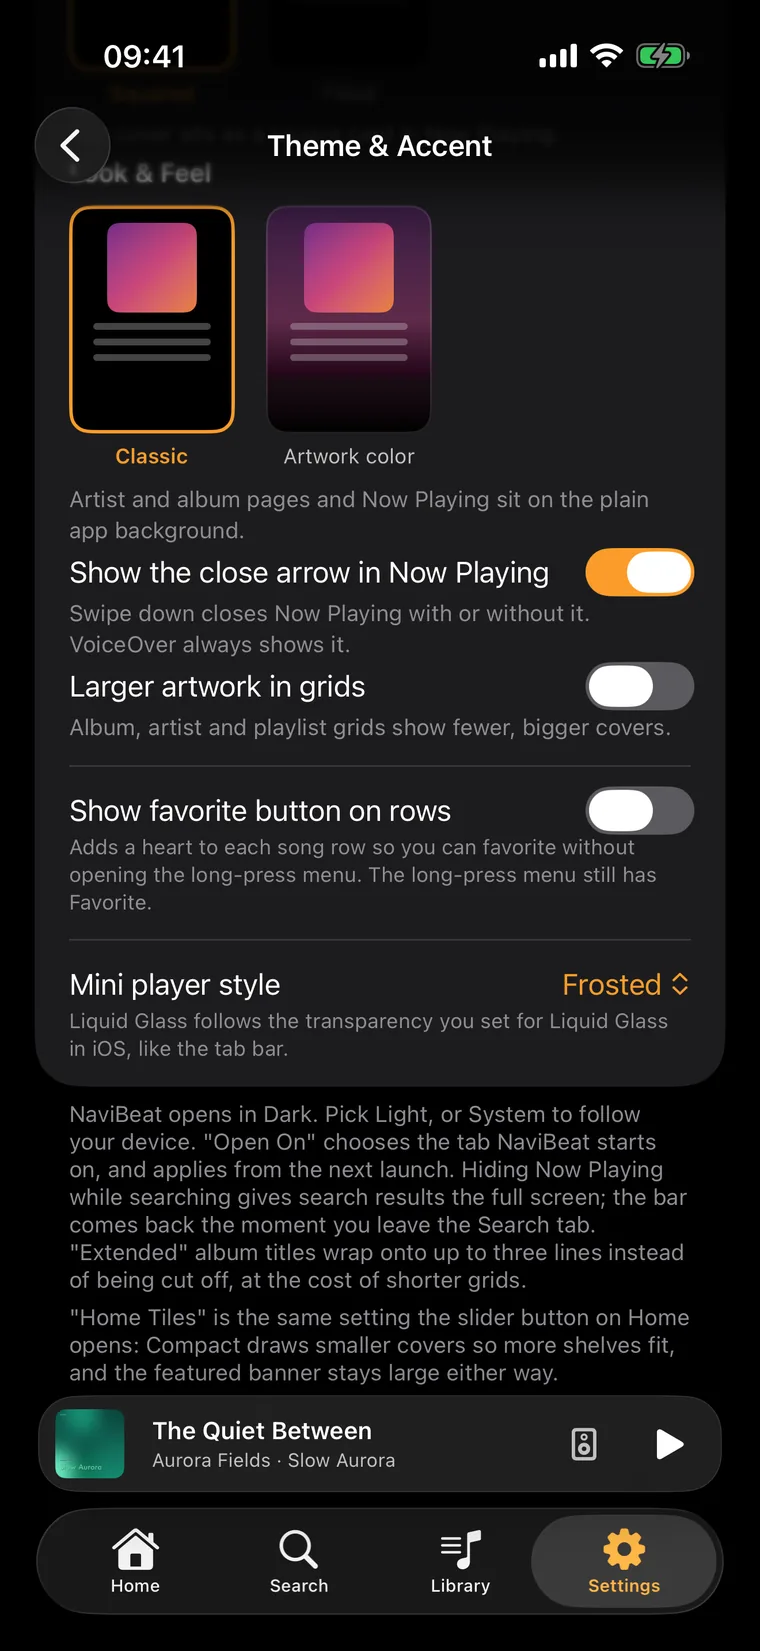 09:41
Theme & Accent
ook & Feel
Classic
Artwork color
Artist and album pages and Now Playing sit on the plain
app background.
Show the close arrow in Now Playing
Swipe down closes Now Playing with or without it.
VoiceOver always shows it.
Larger artwork in grids
Album, artist and playlist grids show fewer, bigger covers.
Show favorite button on rows
Adds a heart to each song row so you can favorite without
opening the long-press menu. The long-press menu still has
Favorite.
Mini player style
Frosted
Liquid Glass follows the transparency you set for Liquid Glass
in iOS, like the tab bar.
NaviBeat opens in Dark. Pick Light, or System to follow
your device. "Open On" chooses the tab NaviBeat starts
on, and applies from the next launch. Hiding Now Playing
while searching gives search results the full screen; the bar
comes back the moment you leave the Search tab.
"Extended" album titles wrap onto up to three lines instead
of being cut off, at the cost of shorter grids.
"Home Tiles" is the same setting the slider button on Home
opens: Compact draws smaller covers so more shelves fit,
and the featured banner stays large either way.
The Quiet Between
Aurora Fields · Slow Aurora
Home
Search
Library
Settings